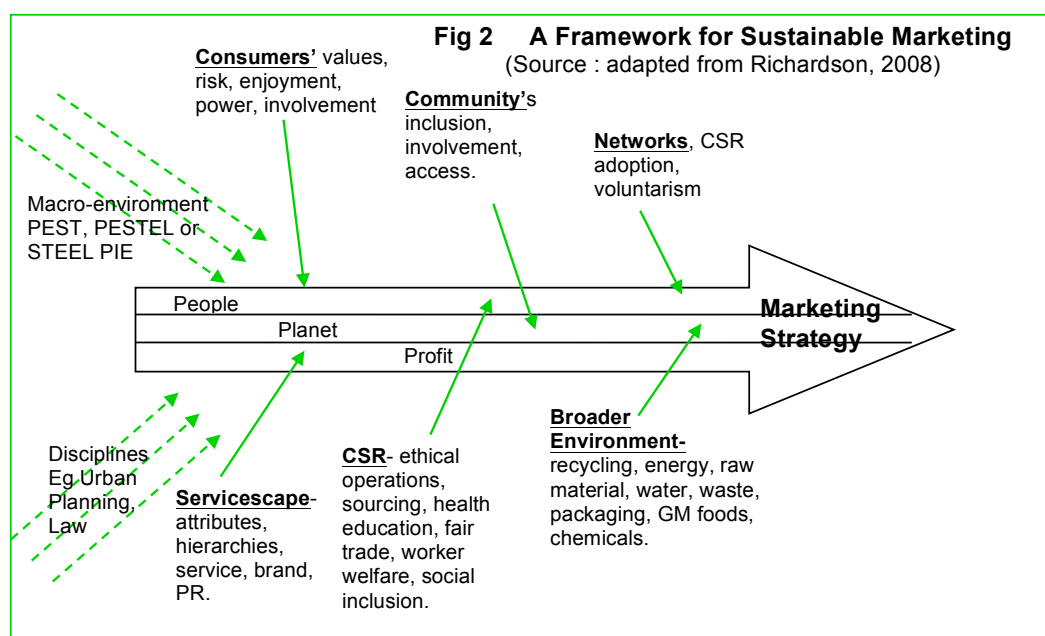 Fig 2 A Framework for Sustainable Marketing
(Source : adapted from Richardson, 2008)
Consumers' values,
risk, enjoyment,
power, involvement
Community's
inclusion,
involvement,
access.
Networks, CSR
adoption,
voluntarism
Macro-environment
PEST, PESTEL or
STEEL PIE
People
Planet
Profit
Marketing
Strategy
Disciplines
Eg Urban
Planning,
Law
Servicescape-
attributes,
hierarchies,
service, brand,
PR.
CSR- ethical
operations,
sourcing, health
education, fair
trade, worker
welfare, social
inclusion.
Broader
Environment-
recycling, energy, raw
material, water, waste,
packaging, GM foods,
chemicals.